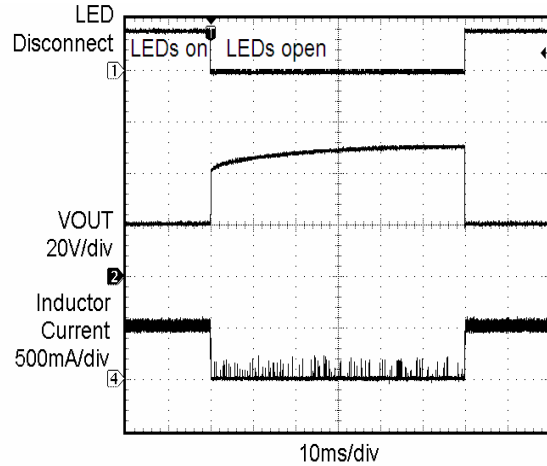 LED
Disconnect
LEDs on
LEDs open
T
1
VOUT
20V/div
2
Inductor
Current
500mA/div
4
10ms/div